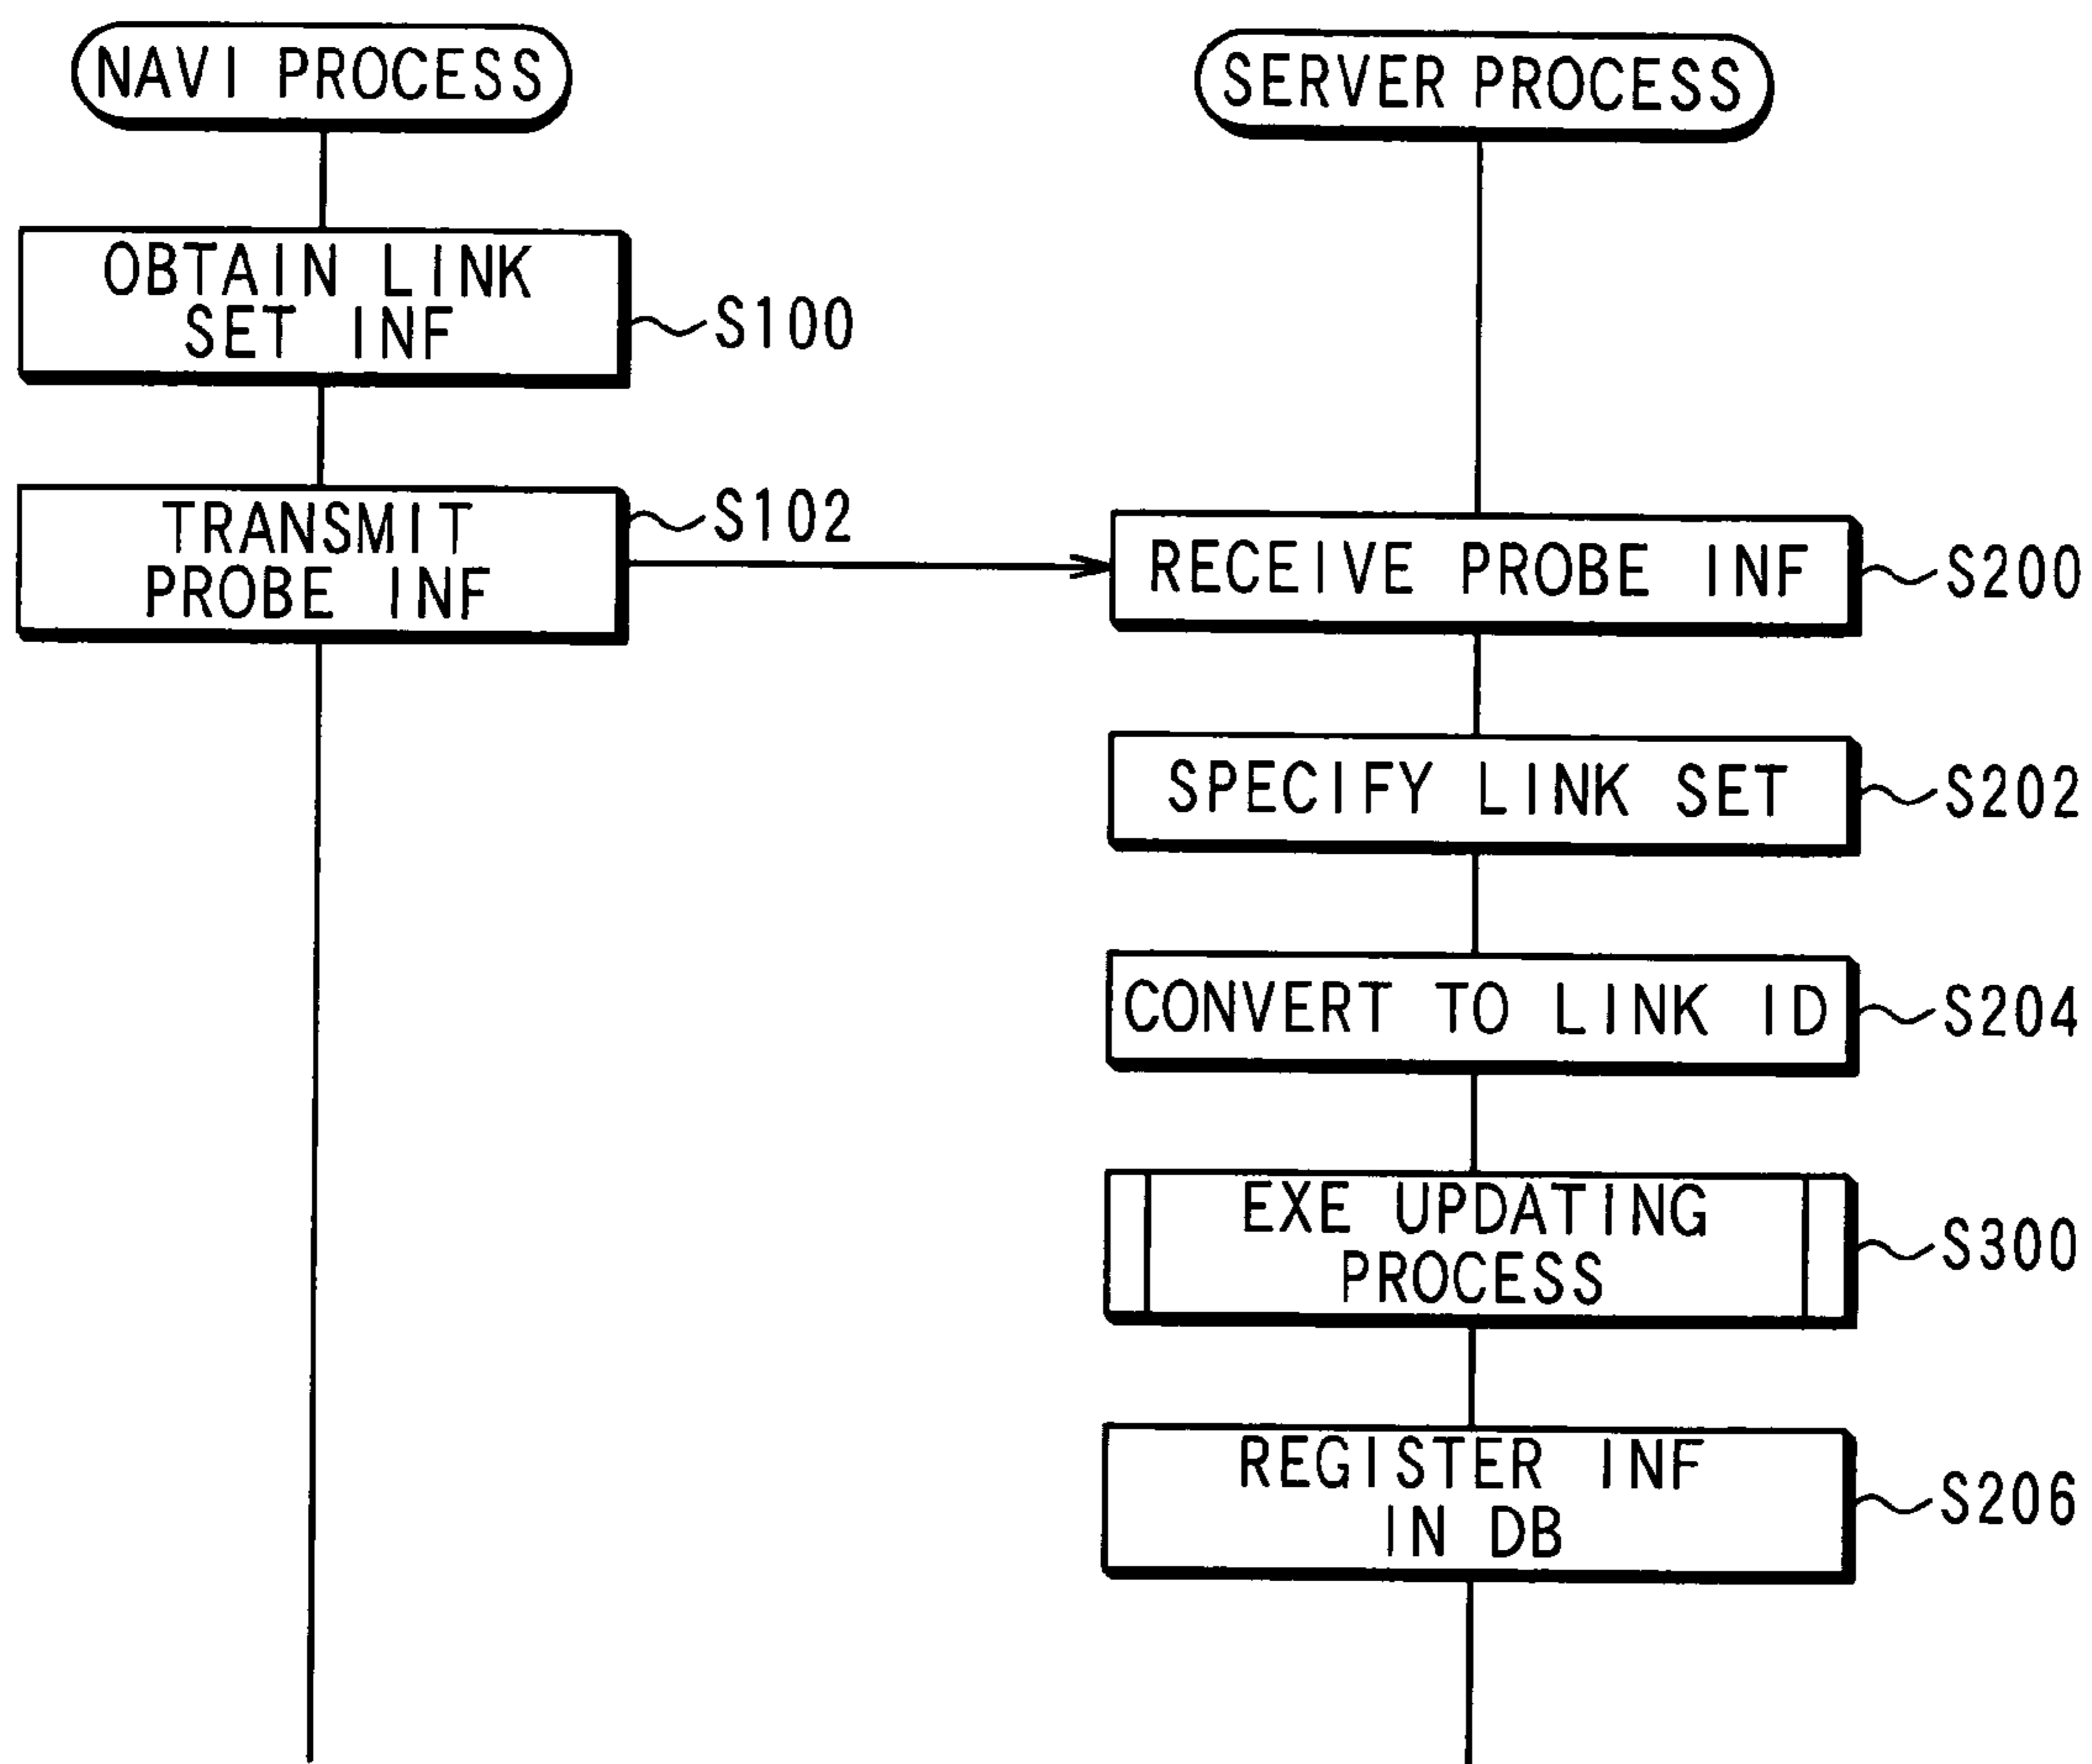 NAVI PROCESS
OBTAIN LINK
SET INF
S100
TRANSMIT
PROBE INF
S102
SERVER PROCESS
RECEIVE PROBE INF
S200
SPECIFY LINK SET
S202
CONVERT TO LINK ID
S204
EXE UPDATING
PROCESS
S300
REGISTER INF
IN DB
S206